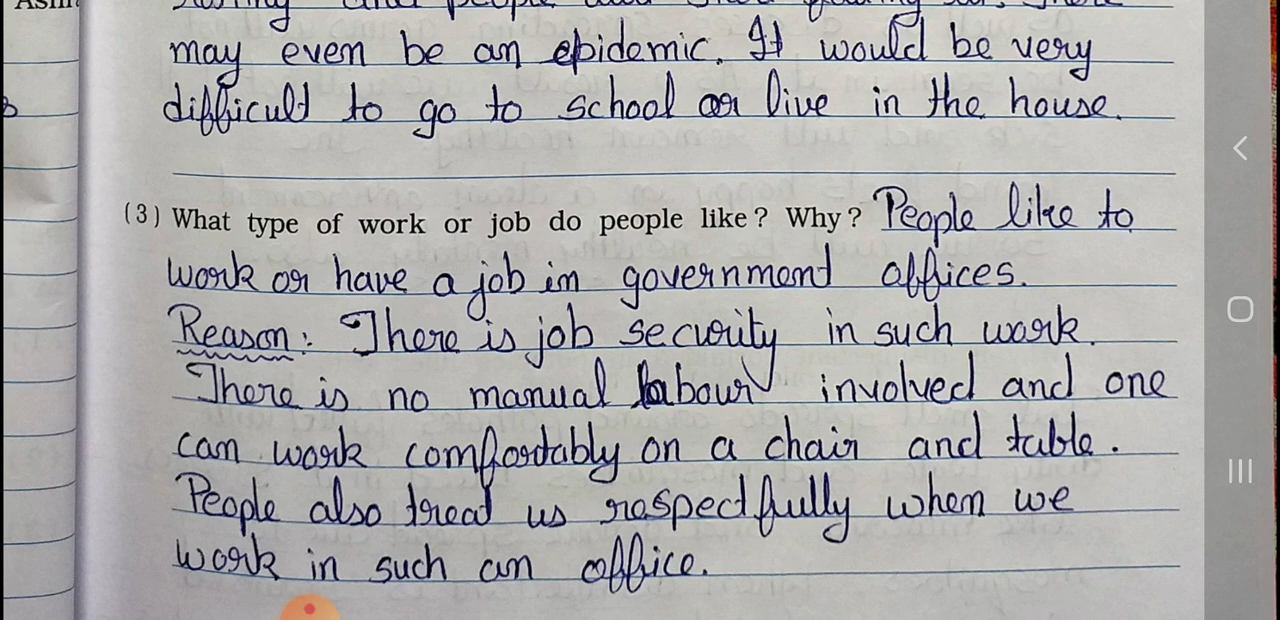 may even be an epidemic. It would be very
difficult to go to school or live in the house.
(3) What type of work or job do people like? Why? People like to
work or have a job in government offices.
Reason: There is job security in such work.
There is no manual labour involved and one
can work comfortably on a chair and table.
People also treat us respectfully when we
work in such an office.